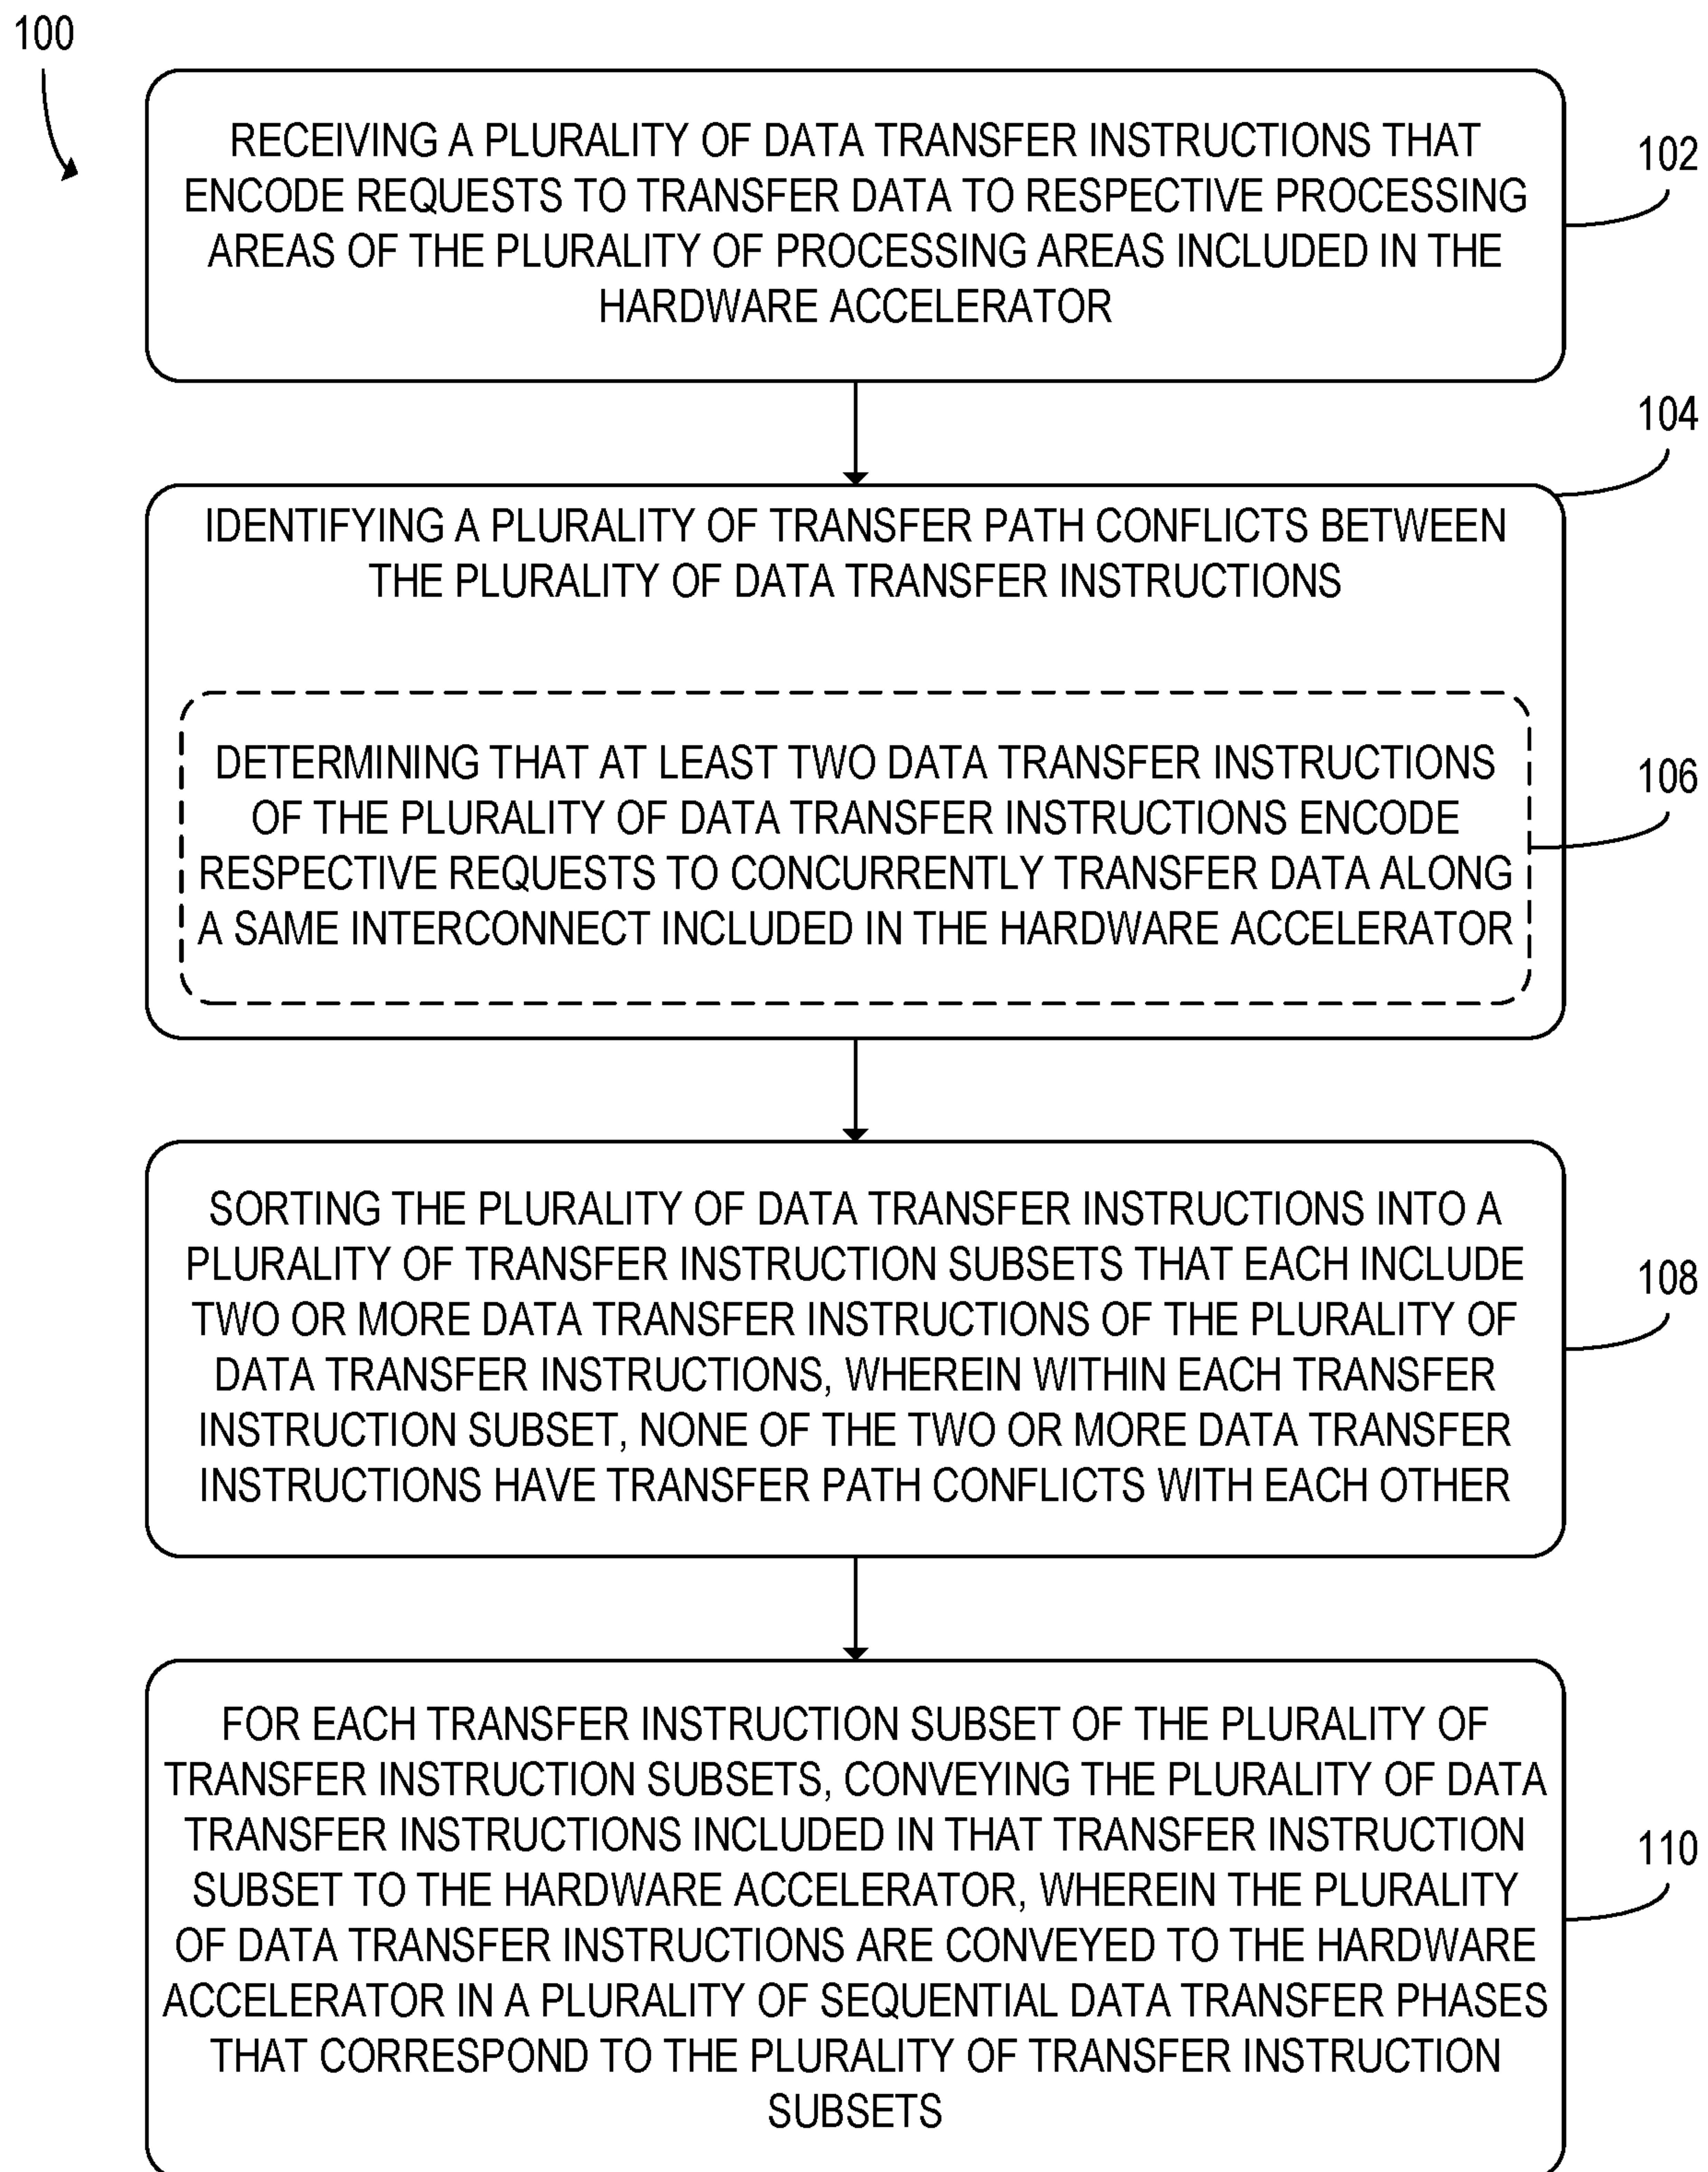 100
RECEIVING A PLURALITY OF DATA TRANSFER INSTRUCTIONS THAT
ENCODE REQUESTS TO TRANSFER DATA TO RESPECTIVE PROCESSING
AREAS OF THE PLURALITY OF PROCESSING AREAS INCLUDED IN THE
HARDWARE ACCELERATOR
102
104
IDENTIFYING A PLURALITY OF TRANSFER PATH CONFLICTS BETWEEN
THE PLURALITY OF DATA TRANSFER INSTRUCTIONS
DETERMINING THAT AT LEAST TWO DATA TRANSFER INSTRUCTIONS
OF THE PLURALITY OF DATA TRANSFER INSTRUCTIONS ENCODE
RESPECTIVE REQUESTS TO CONCURRENTLY TRANSFER DATA ALONG
A SAME INTERCONNECT INCLUDED IN THE HARDWARE ACCELERATOR
106
SORTING THE PLURALITY OF DATA TRANSFER INSTRUCTIONS INTO A
PLURALITY OF TRANSFER INSTRUCTION SUBSETS THAT EACH INCLUDE
TWO OR MORE DATA TRANSFER INSTRUCTIONS OF THE PLURALITY OF
DATA TRANSFER INSTRUCTIONS, WHEREIN WITHIN EACH TRANSFER
INSTRUCTION SUBSET, NONE OF THE TWO OR MORE DATA TRANSFER
INSTRUCTIONS HAVE TRANSFER PATH CONFLICTS WITH EACH OTHER
108
FOR EACH TRANSFER INSTRUCTION SUBSET OF THE PLURALITY OF
TRANSFER INSTRUCTION SUBSETS, CONVEYING THE PLURALITY OF DATA
TRANSFER INSTRUCTIONS INCLUDED IN THAT TRANSFER INSTRUCTION
SUBSET TO THE HARDWARE ACCELERATOR, WHEREIN THE PLURALITY
OF DATA TRANSFER INSTRUCTIONS ARE CONVEYED TO THE HARDWARE
ACCELERATOR IN A PLURALITY OF SEQUENTIAL DATA TRANSFER PHASES
THAT CORRESPOND TO THE PLURALITY OF TRANSFER INSTRUCTION
SUBSETS
110